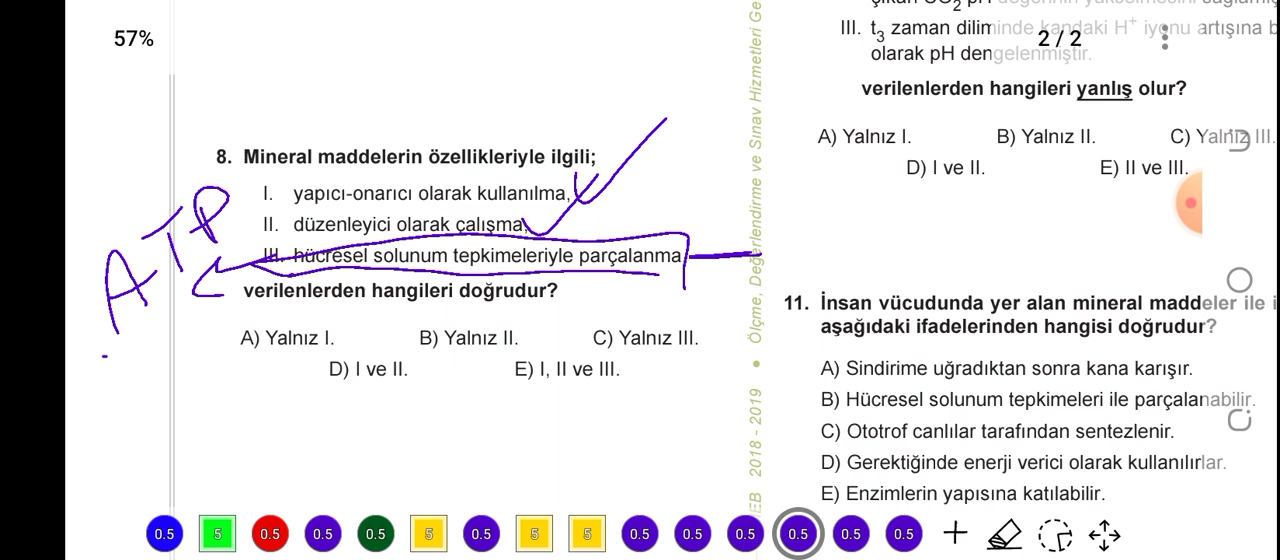 57%
8. Mineral maddelerin özellikleriyle ilgili;
I. yapıcı-onarıcı olarak kullanılma,
II. düzenleyici olarak çalışma,
III. hücresel solunum tepkimeleriyle parçalanma
verilenlerden hangileri doğrudur?
A) Yalnız I. B) Yalnız II. C) Yalnız III.
D) I ve II. E) I, II ve III.
ATP
Ölçme, Değerlendirme ve Sınav Hizmetleri Ge
EB 2018 - 2019 •
2 / 2
III. t3 zaman diliminde kandaki H+ iyonu artışına b
olarak pH dengelenmiştir.
verilenlerden hangileri yanlış olur?
A) Yalnız I. B) Yalnız II. C) Yalnız III.
D) I ve II. E) II ve III.
11. İnsan vücudunda yer alan mineral maddeler ile i
aşağıdaki ifadelerinden hangisi doğrudur?
A) Sindirime uğradıktan sonra kana karışır.
B) Hücresel solunum tepkimeleri ile parçalanabilir.
C) Ototrof canlılar tarafından sentezlenir.
D) Gerektiğinde enerji verici olarak kullanılırlar.
E) Enzimlerin yapısına katılabilir.
0.5 5 0.5 0.5 0.5 5 0.5 5 5 0.5 0.5 0.5 0.5 0.5 0.5